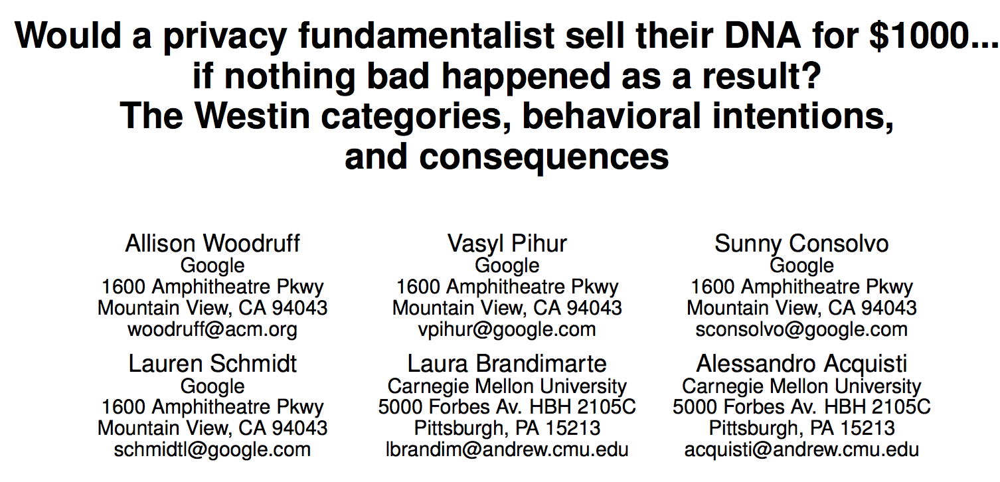 Would a privacy fundamentalist sell their DNA for $1000...
if nothing bad happened as a result?
The Westin categories, behavioral intentions,
and consequences
Allison Woodruff
Google
1600 Amphitheatre Pkwy
Mountain View, CA 94043
woodruff@acm.org
Vasyl Pihur
Google
1600 Amphitheatre Pkwy
Mountain View, CA 94043
vpihur@google.com
Sunny Consolvo
Google
1600 Amphitheatre Pkwy
Mountain View, CA 94043
sconsolvo@google.com
Lauren Schmidt
Google
1600 Amphitheatre Pkwy
Mountain View, CA 94043
schmidtl@google.com
Laura Brandimarte
Carnegie Mellon University
5000 Forbes Av. HBH 2105C
Pittsburgh, PA 15213
lbrandim@andrew.cmu.edu
Alessandro Acquisti
Carnegie Mellon University
5000 Forbes Av. HBH 2105C
Pittsburgh, PA 15213
acquisti@andrew.cmu.edu